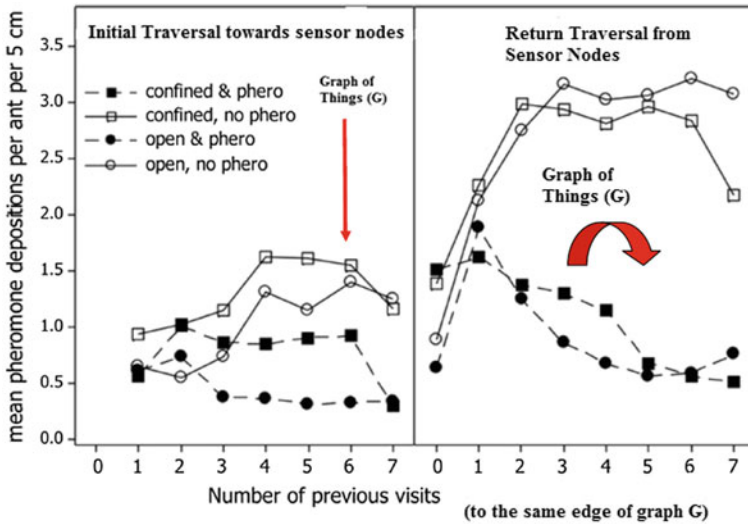 mean pheromone depositions per ant per 5 cm
3.5
3.0
2.5
2.0
1.5
1.0
0.5
0.0
Initial Traversal towards sensor nodes
confined & phero
confined, no phero
open & phero
open, no phero
Graph of
Things (G)
0 1 2 3 4 5 6 7
Return Traversal from
Sensor Nodes
Graph of
Things (G)
0 1 2 3 4 5 6 7
Number of previous visits
(to the same edge of graph G)